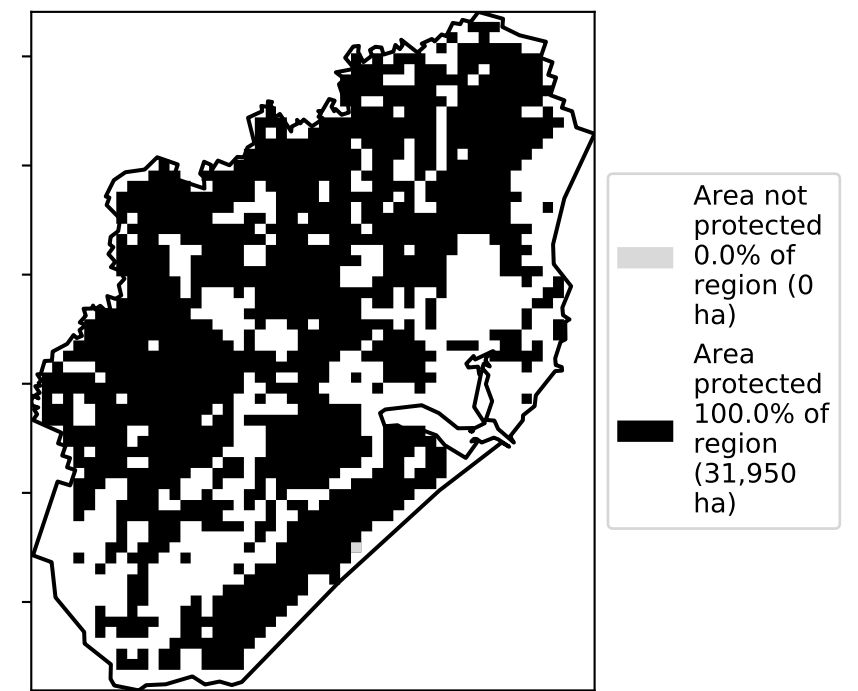 Area not
protected
0.0% of
region (0
ha)
Area
protected
100.0% of
region
(31,950
ha)